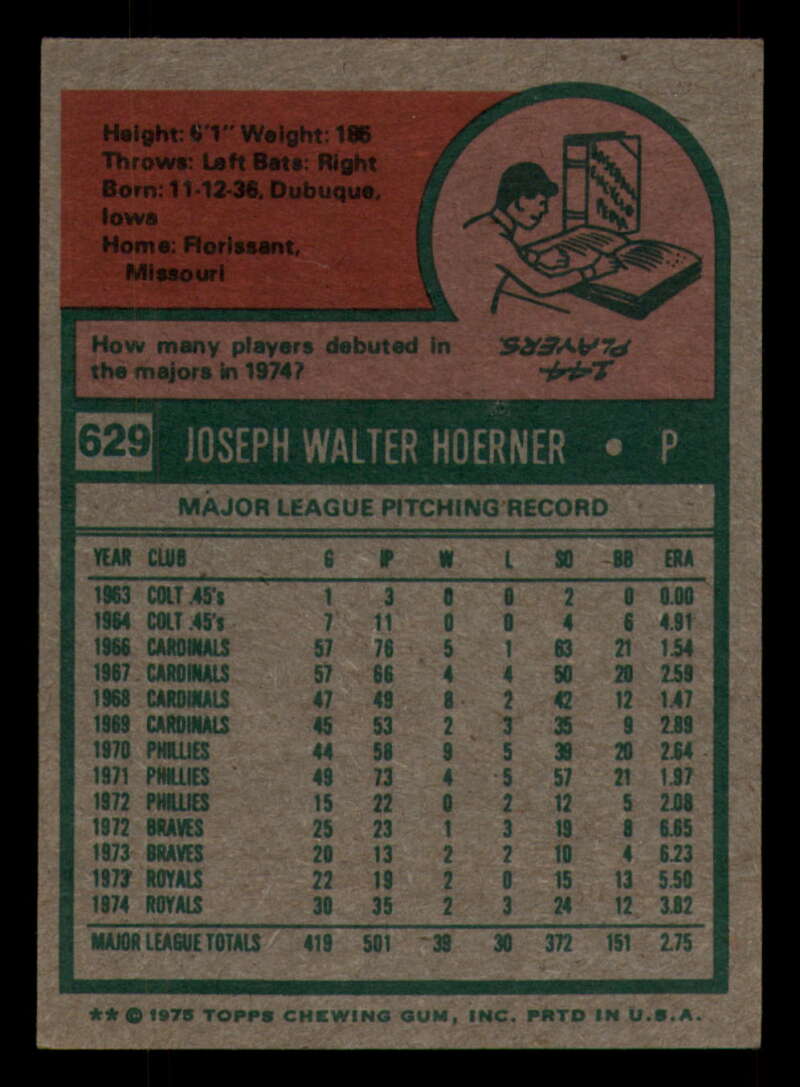 Height: 6'1" Weight: 185
Throws: Left Bats: Right
Born: 11-12-36, Dubuque,
Iowa
Home: Florissant,
Missouri
How many players debuted in
the majors in 1974?
144
PLAYERS.
629 JOSEPH WALTER HOERNER • P
MAJOR LEAGUE PITCHING RECORD
YEAR CLUB G IP W L SO BB ERA
1963 COLT .45's 1 3 0 0 2 0 0.00
1964 COLT .45's 7 11 0 0 4 6 4.91
1966 CARDINALS 57 76 5 1 63 21 1.54
1967 CARDINALS 57 66 4 4 50 20 2.59
1968 CARDINALS 47 49 8 2 42 12 1.47
1969 CARDINALS 45 53 2 3 35 9 2.89
1970 PHILLIES 44 58 9 5 39 20 2.64
1971 PHILLIES 49 73 4 5 57 21 1.97
1972 PHILLIES 15 22 0 2 12 5 2.08
1972 BRAVES 25 23 1 3 19 8 6.65
1973 BRAVES 20 13 2 2 10 4 6.23
1973 ROYALS 22 19 2 0 15 13 5.50
1974 ROYALS 30 35 2 3 24 12 3.82
MAJOR LEAGUE TOTALS 419 501 39 30 372 151 2.75
** © 1975 TOPPS CHEWING GUM, INC. PRTD IN U.S.A.